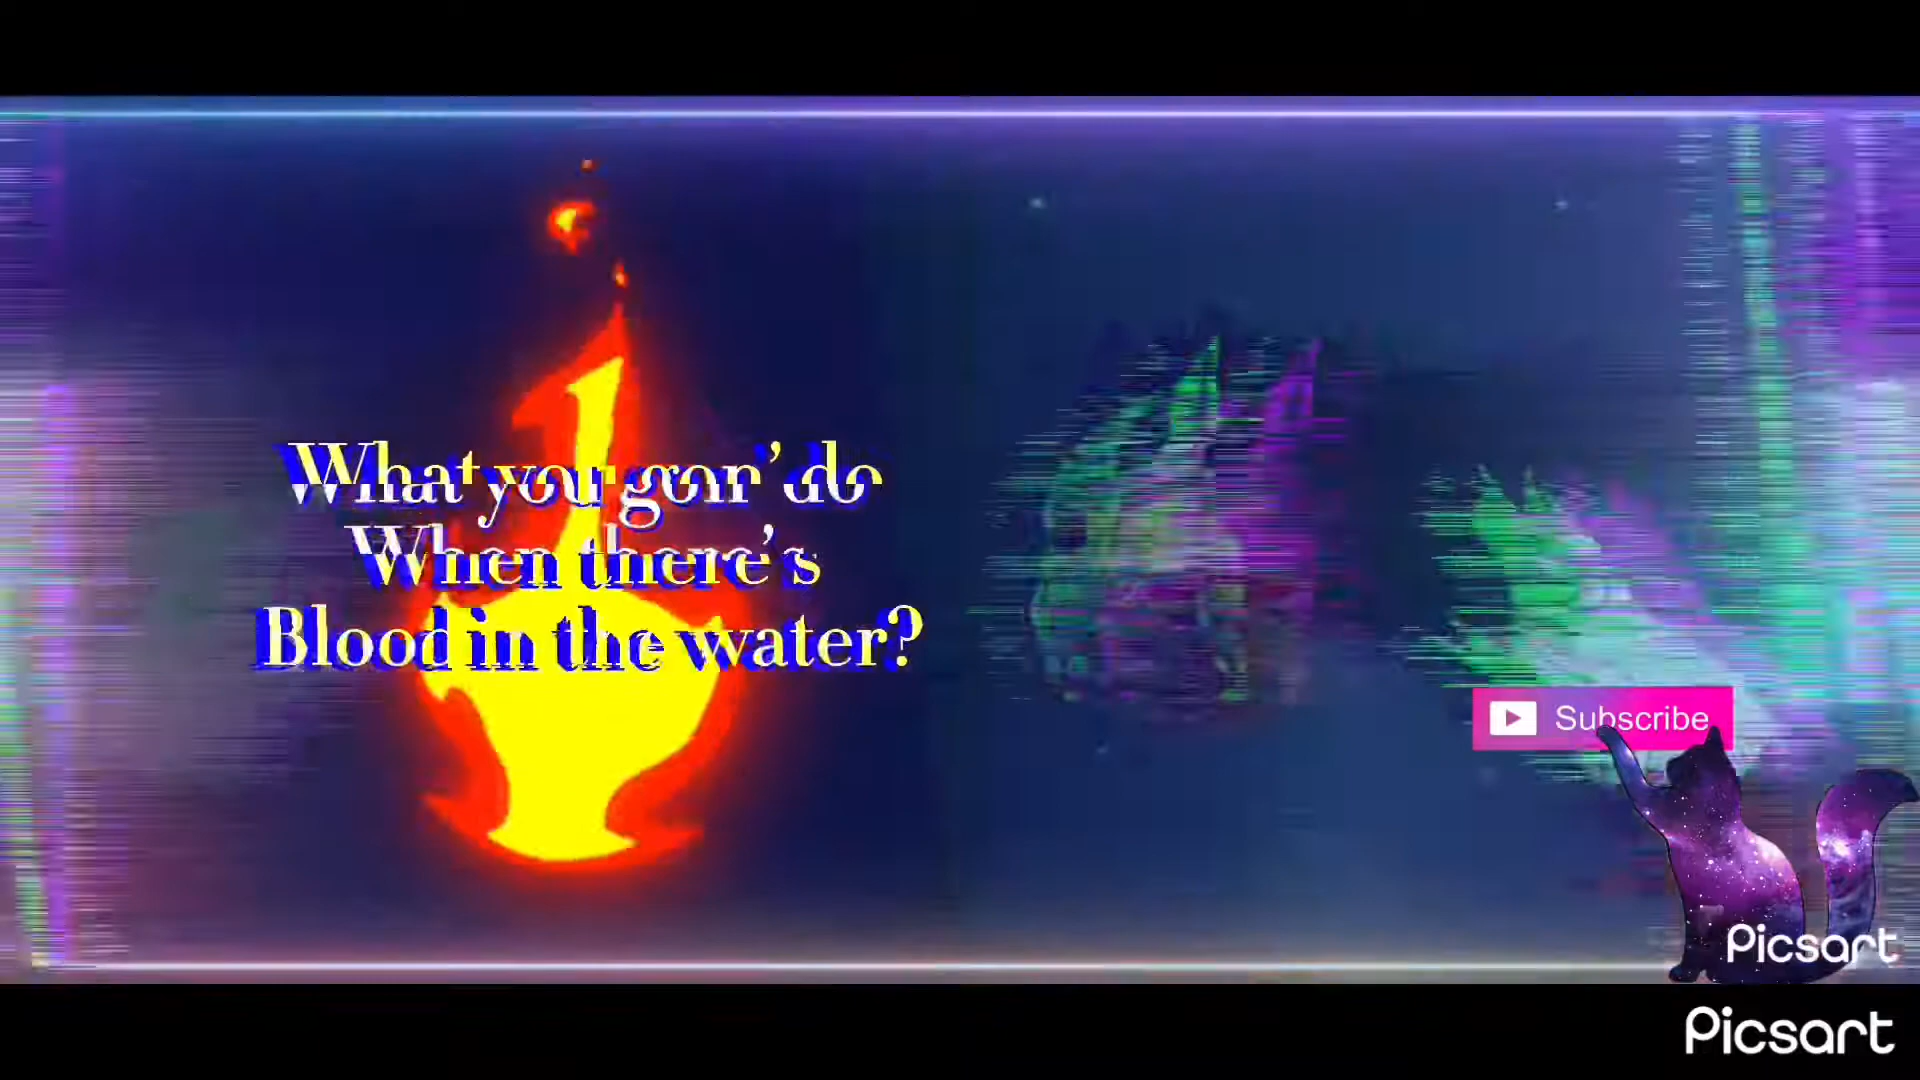 What you gon’ do
When there’s
Blood in the water?
Subscribe
Picsart
Picsart